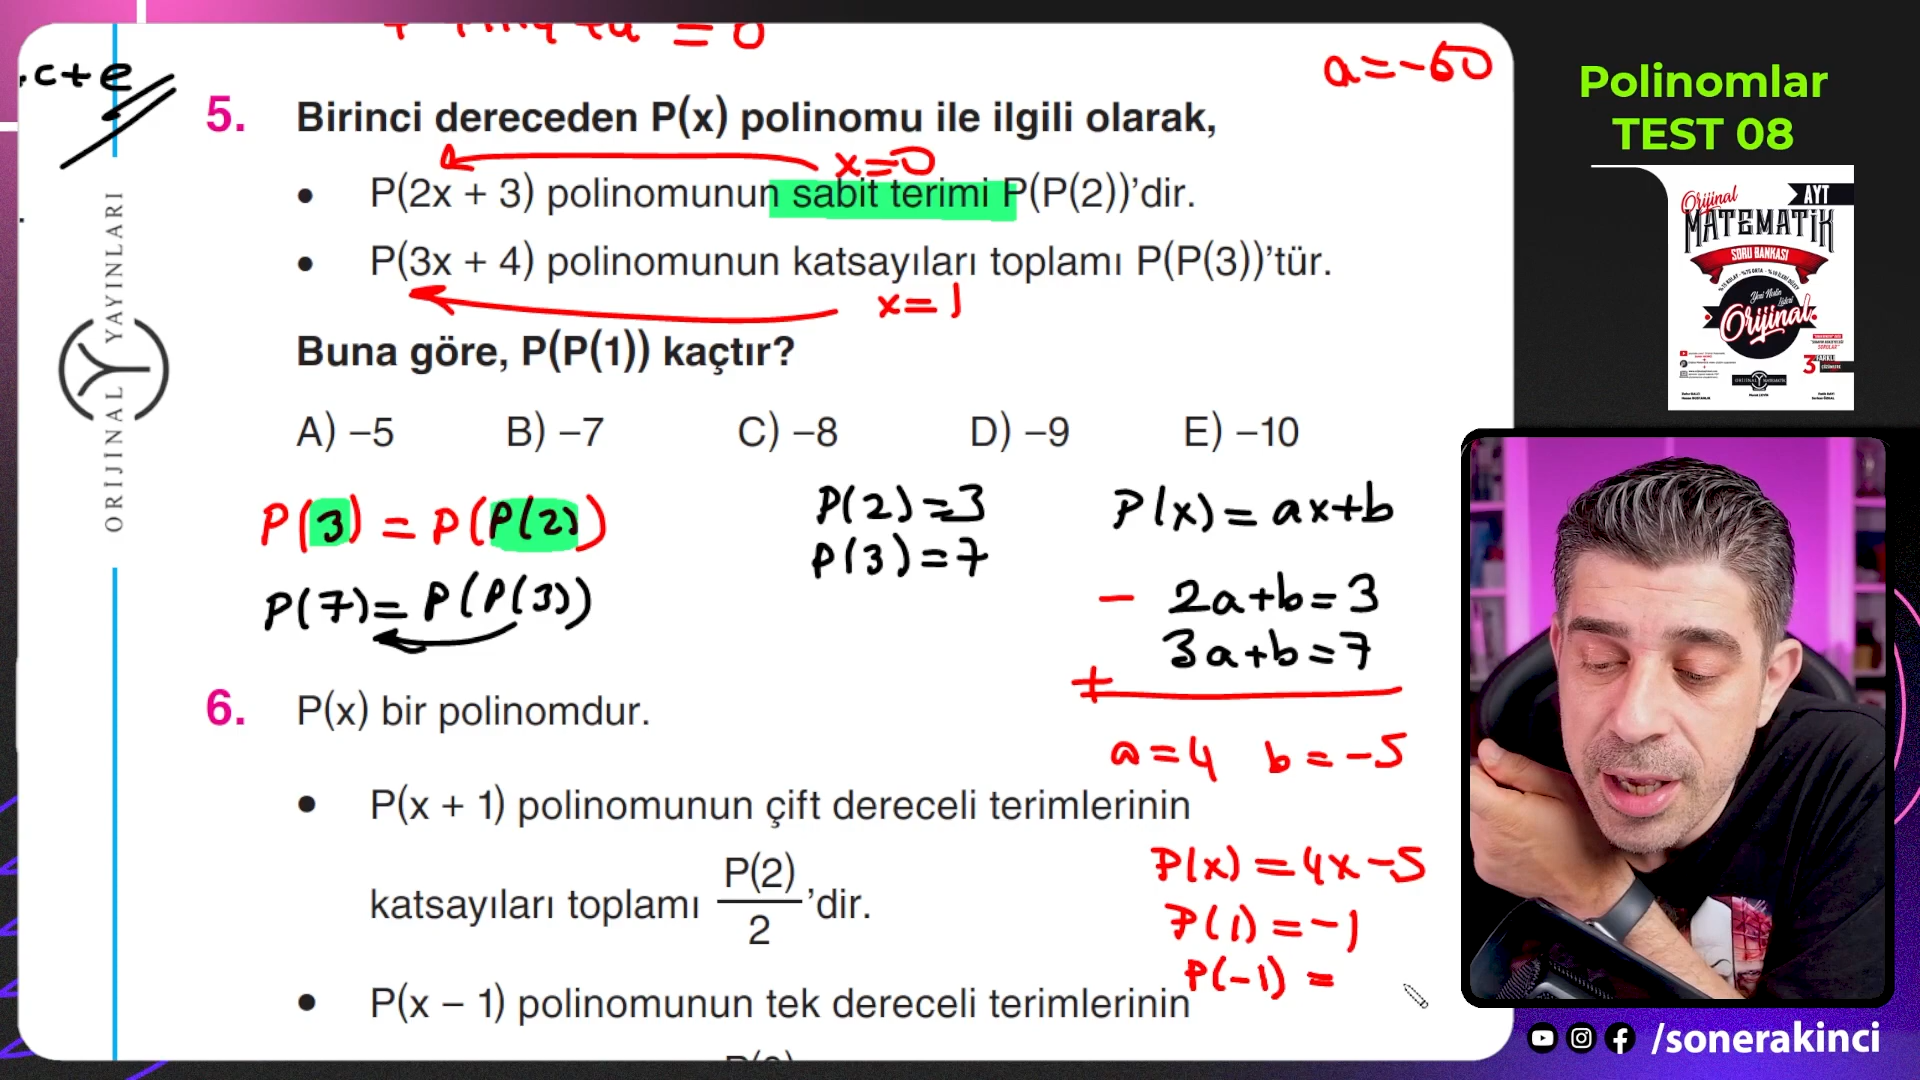 a=-60
c+e
5. Birinci dereceden P(x) polinomu ile ilgili olarak,
x=0
• P(2x + 3) polinomunun sabit terimi P(P(2))'dir.
• P(3x + 4) polinomunun katsayıları toplamı P(P(3))'tür.
x=1
Buna göre, P(P(1)) kaçtır?
A) –5 B) –7 C) –8 D) –9 E) –10
P(3) = P(P(2))
P(7) = P(P(3))
P(2)=3
P(3)=7
P(x) = ax+b
- 2a+b=3
3a+b=7
+
a=4 b=-5
P(x) = 4x-5
P(1) = -1
P(-1) =
6. P(x) bir polinomdur.
• P(x + 1) polinomunun çift dereceli terimlerinin
katsayıları toplamı P(2)/2 'dir.
• P(x – 1) polinomunun tek dereceli terimlerinin
ORİJİNAL YAYINLARI
Polinomlar
TEST 08
Orijinal
AYT
MATEMATİK
SORU BANKASI
Orijinal
/sonerakinci